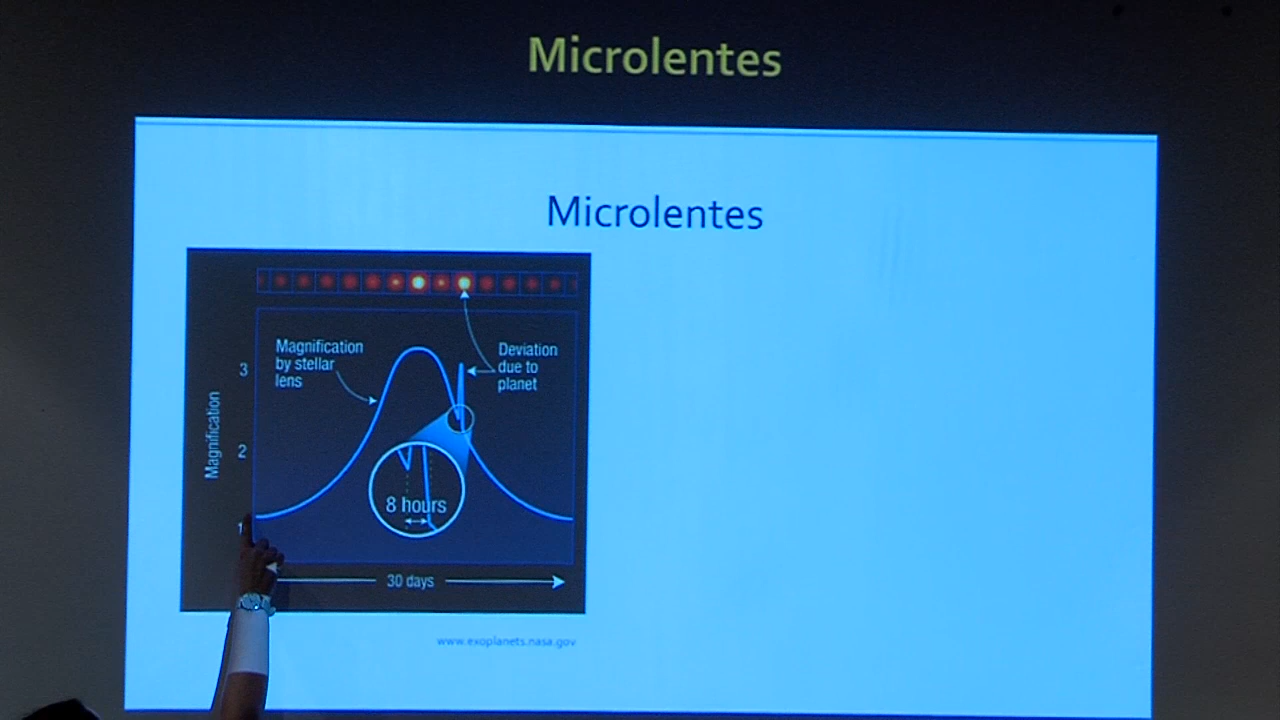 Microlentes
Microlentes
Magnification
by stellar
lens
Deviation
due to
planet
3
2
1
Magnification
8 hours
30 days
www.exoplanets.nasa.gov